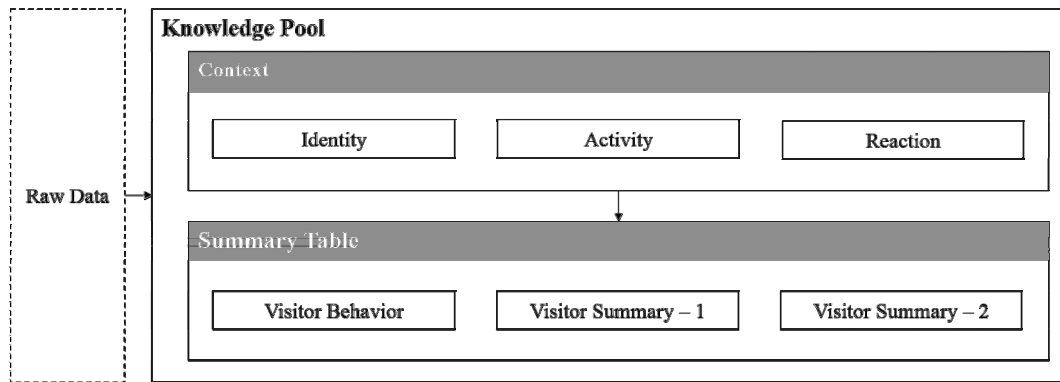 Knowledge Pool
Context
Identity
Activity
Reaction
Raw Data
Summary Table
Visitor Behavior
Visitor Summary – 1
Visitor Summary – 2